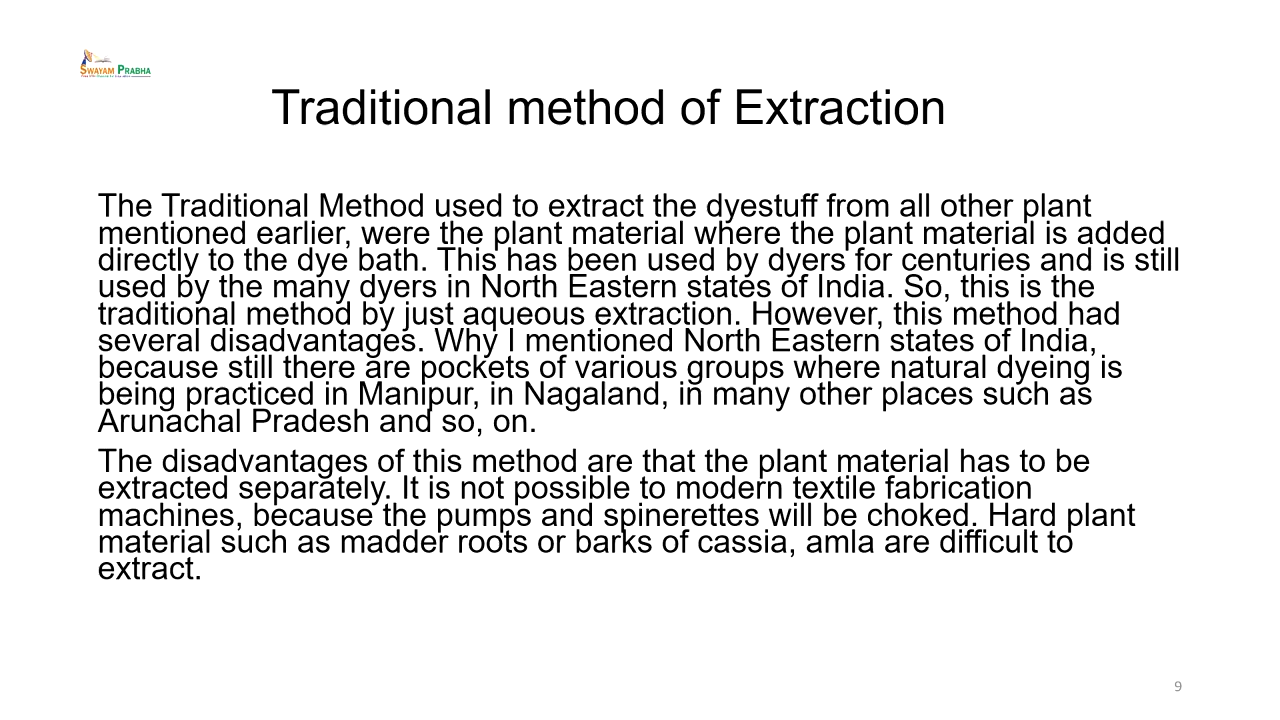 SWAYAM PRABHA
Traditional method of Extraction
The Traditional Method used to extract the dyestuff from all other plant
mentioned earlier, were the plant material where the plant material is added
directly to the dye bath. This has been used by dyers for centuries and is still
used by the many dyers in North Eastern states of India. So, this is the
traditional method by just aqueous extraction. However, this method had
several disadvantages. Why I mentioned North Eastern states of India,
because still there are pockets of various groups where natural dyeing is
being practiced in Manipur, in Nagaland, in many other places such as
Arunachal Pradesh and so, on.
The disadvantages of this method are that the plant material has to be
extracted separately. It is not possible to modern textile fabrication
machines, because the pumps and spinerettes will be choked. Hard plant
material such as madder roots or barks of cassia, amla are difficult to
extract.
9